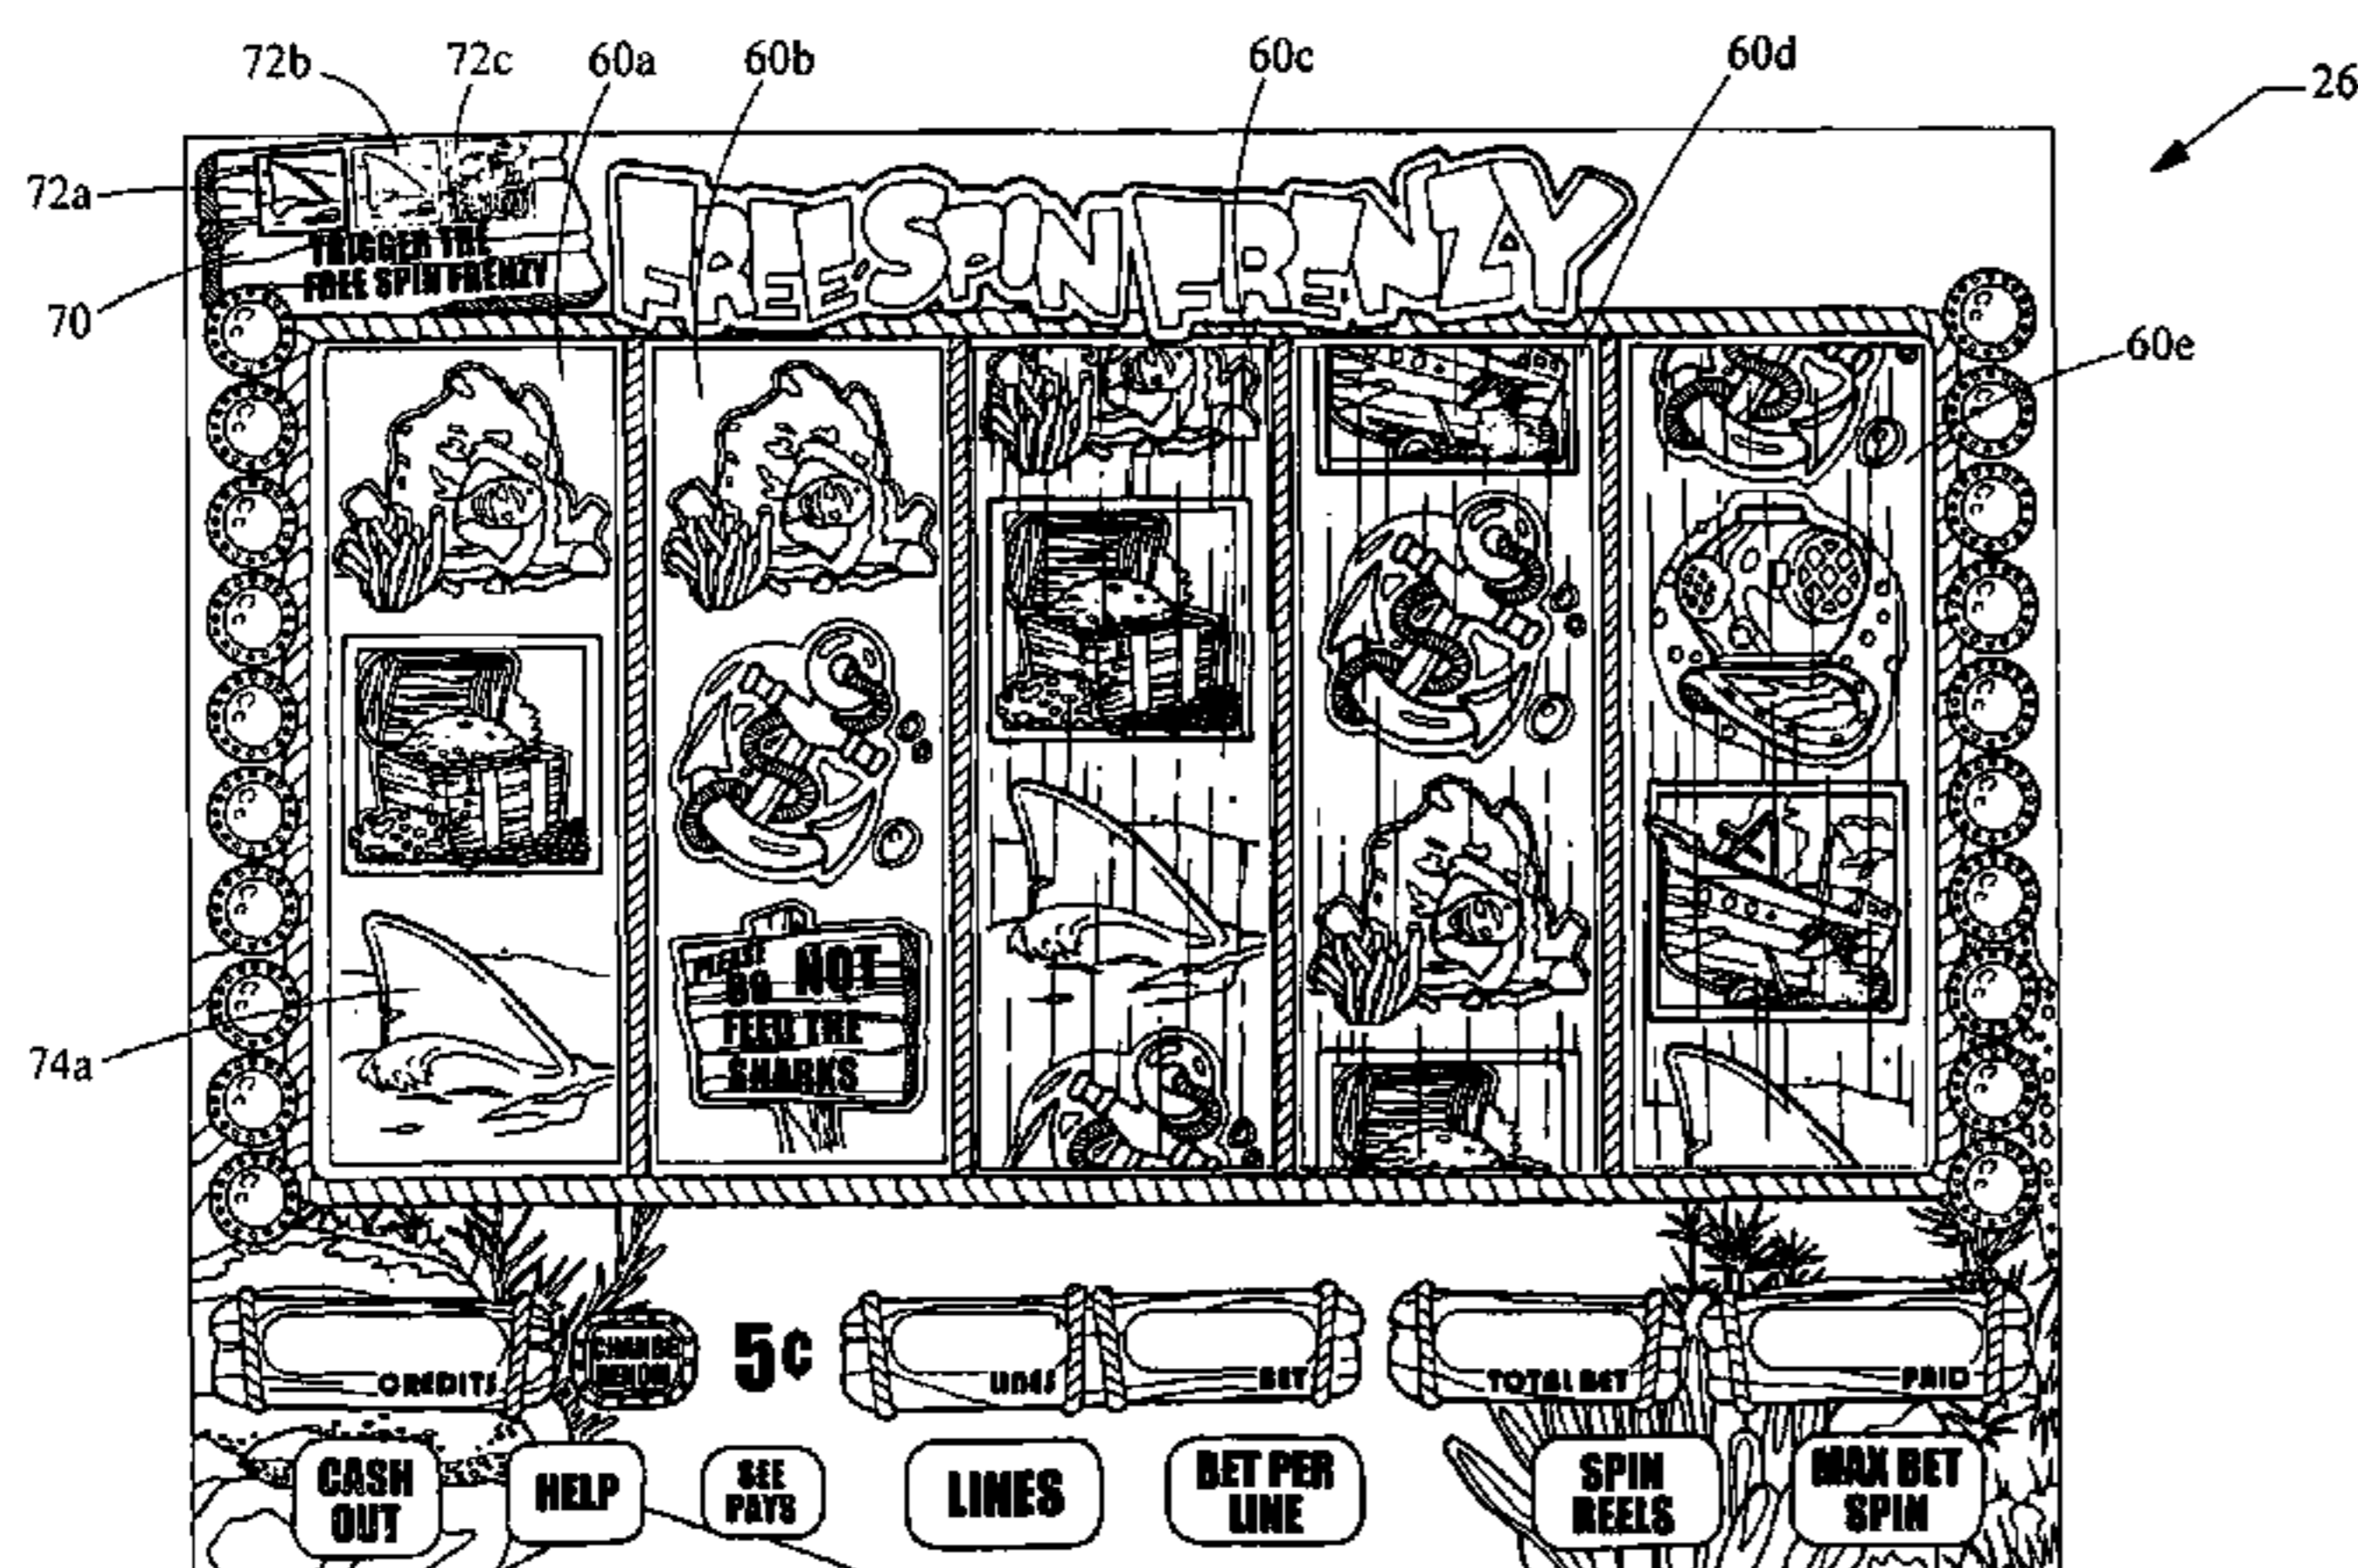 72b 72c 60a 60b 60c 60d
26
72a
FREE SPIN FRENZY
TRIGGER THE
FREE SPIN FRENZY
70
60e
PLEASE
DO NOT
FEED THE
SHARKS
74a
CREDITS
CHANGE
DENOM
5¢
LINES
BET
TOTAL BET
PAID
CASH
OUT
HELP
SEE
PAYS
LINES
BET PER
LINE
SPIN
REELS
MAX BET
SPIN